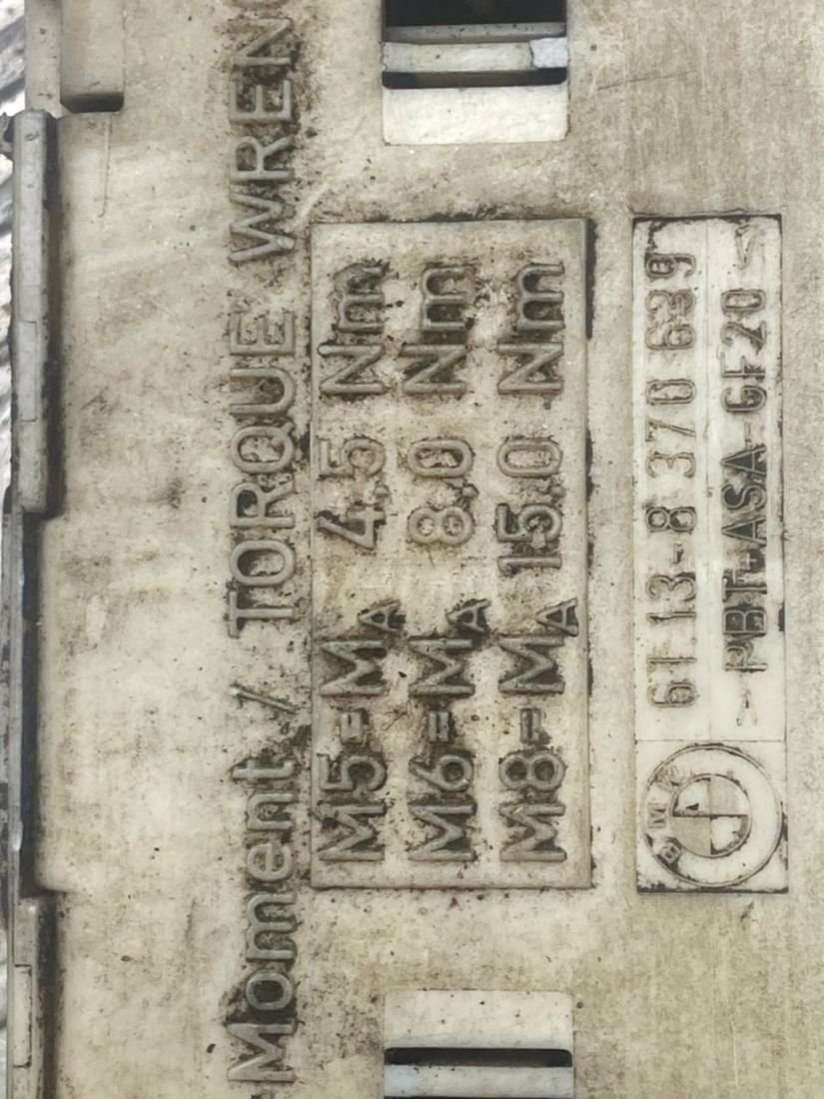 Moment / TORQUE WREN
M5=MA 4.5 Nm
M6=MA 8.0 Nm
M8=MA 15.0 Nm
BMW
61 13-8 370 639
PBT-ASA-GF20